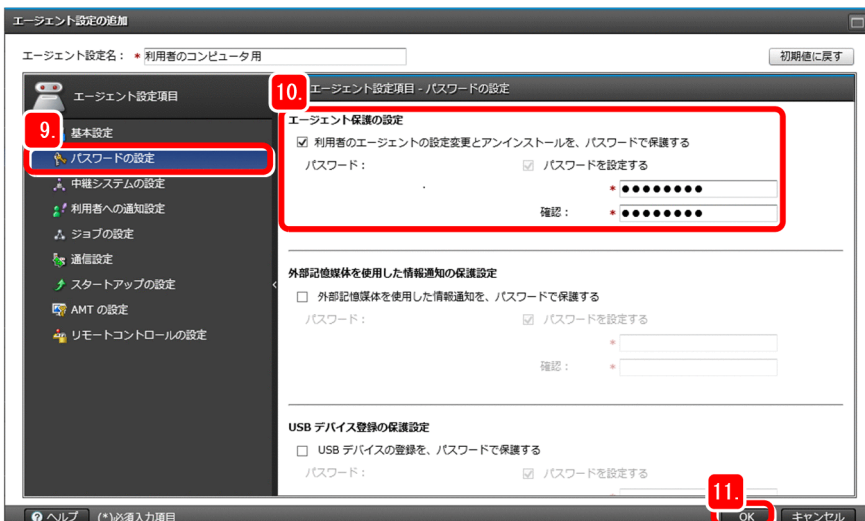 エージェント設定の追加
エージェント設定名： * 利用者のコンピュータ用
初期値に戻す
エージェント設定項目
9.
基本設定
パスワードの設定
中継システムの設定
利用者への通知設定
ジョブの設定
通信設定
スタートアップの設定
AMT の設定
リモートコントロールの設定
10.
エージェント設定項目 - パスワードの設定
エージェント保護の設定
利用者のエージェントの設定変更とアンインストールを、パスワードで保護する
パスワード： パスワードを設定する
* ●●●●●●●●
確認： * ●●●●●●●●
外部記憶媒体を使用した情報通知の保護設定
外部記憶媒体を使用した情報通知を、パスワードで保護する
パスワード： パスワードを設定する
*
確認： *
USB デバイス登録の保護設定
USB デバイスの登録を、パスワードで保護する
パスワード： パスワードを設定する
11.
ヘルプ (*)必須入力項目
OK キャンセル